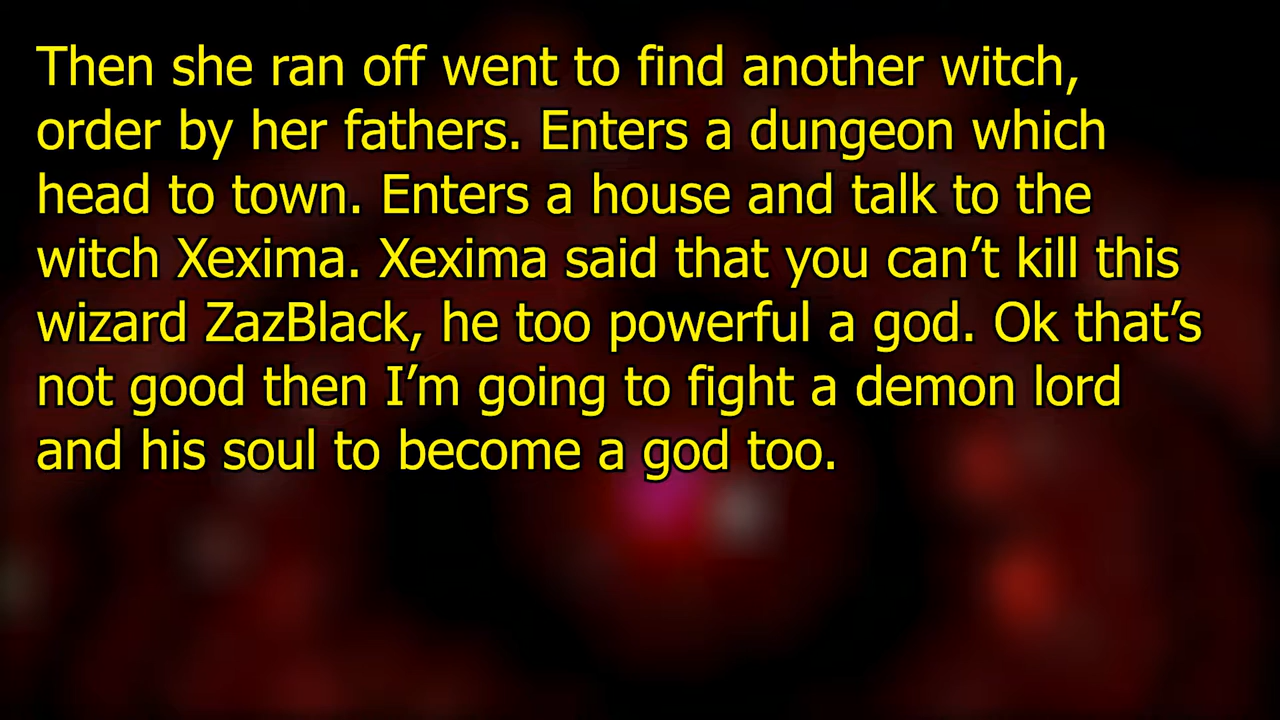 Then she ran off went to find another witch,
order by her fathers. Enters a dungeon which
head to town. Enters a house and talk to the
witch Xexima. Xexima said that you can’t kill this
wizard ZazBlack, he too powerful a god. Ok that’s
not good then I’m going to fight a demon lord
and his soul to become a god too.